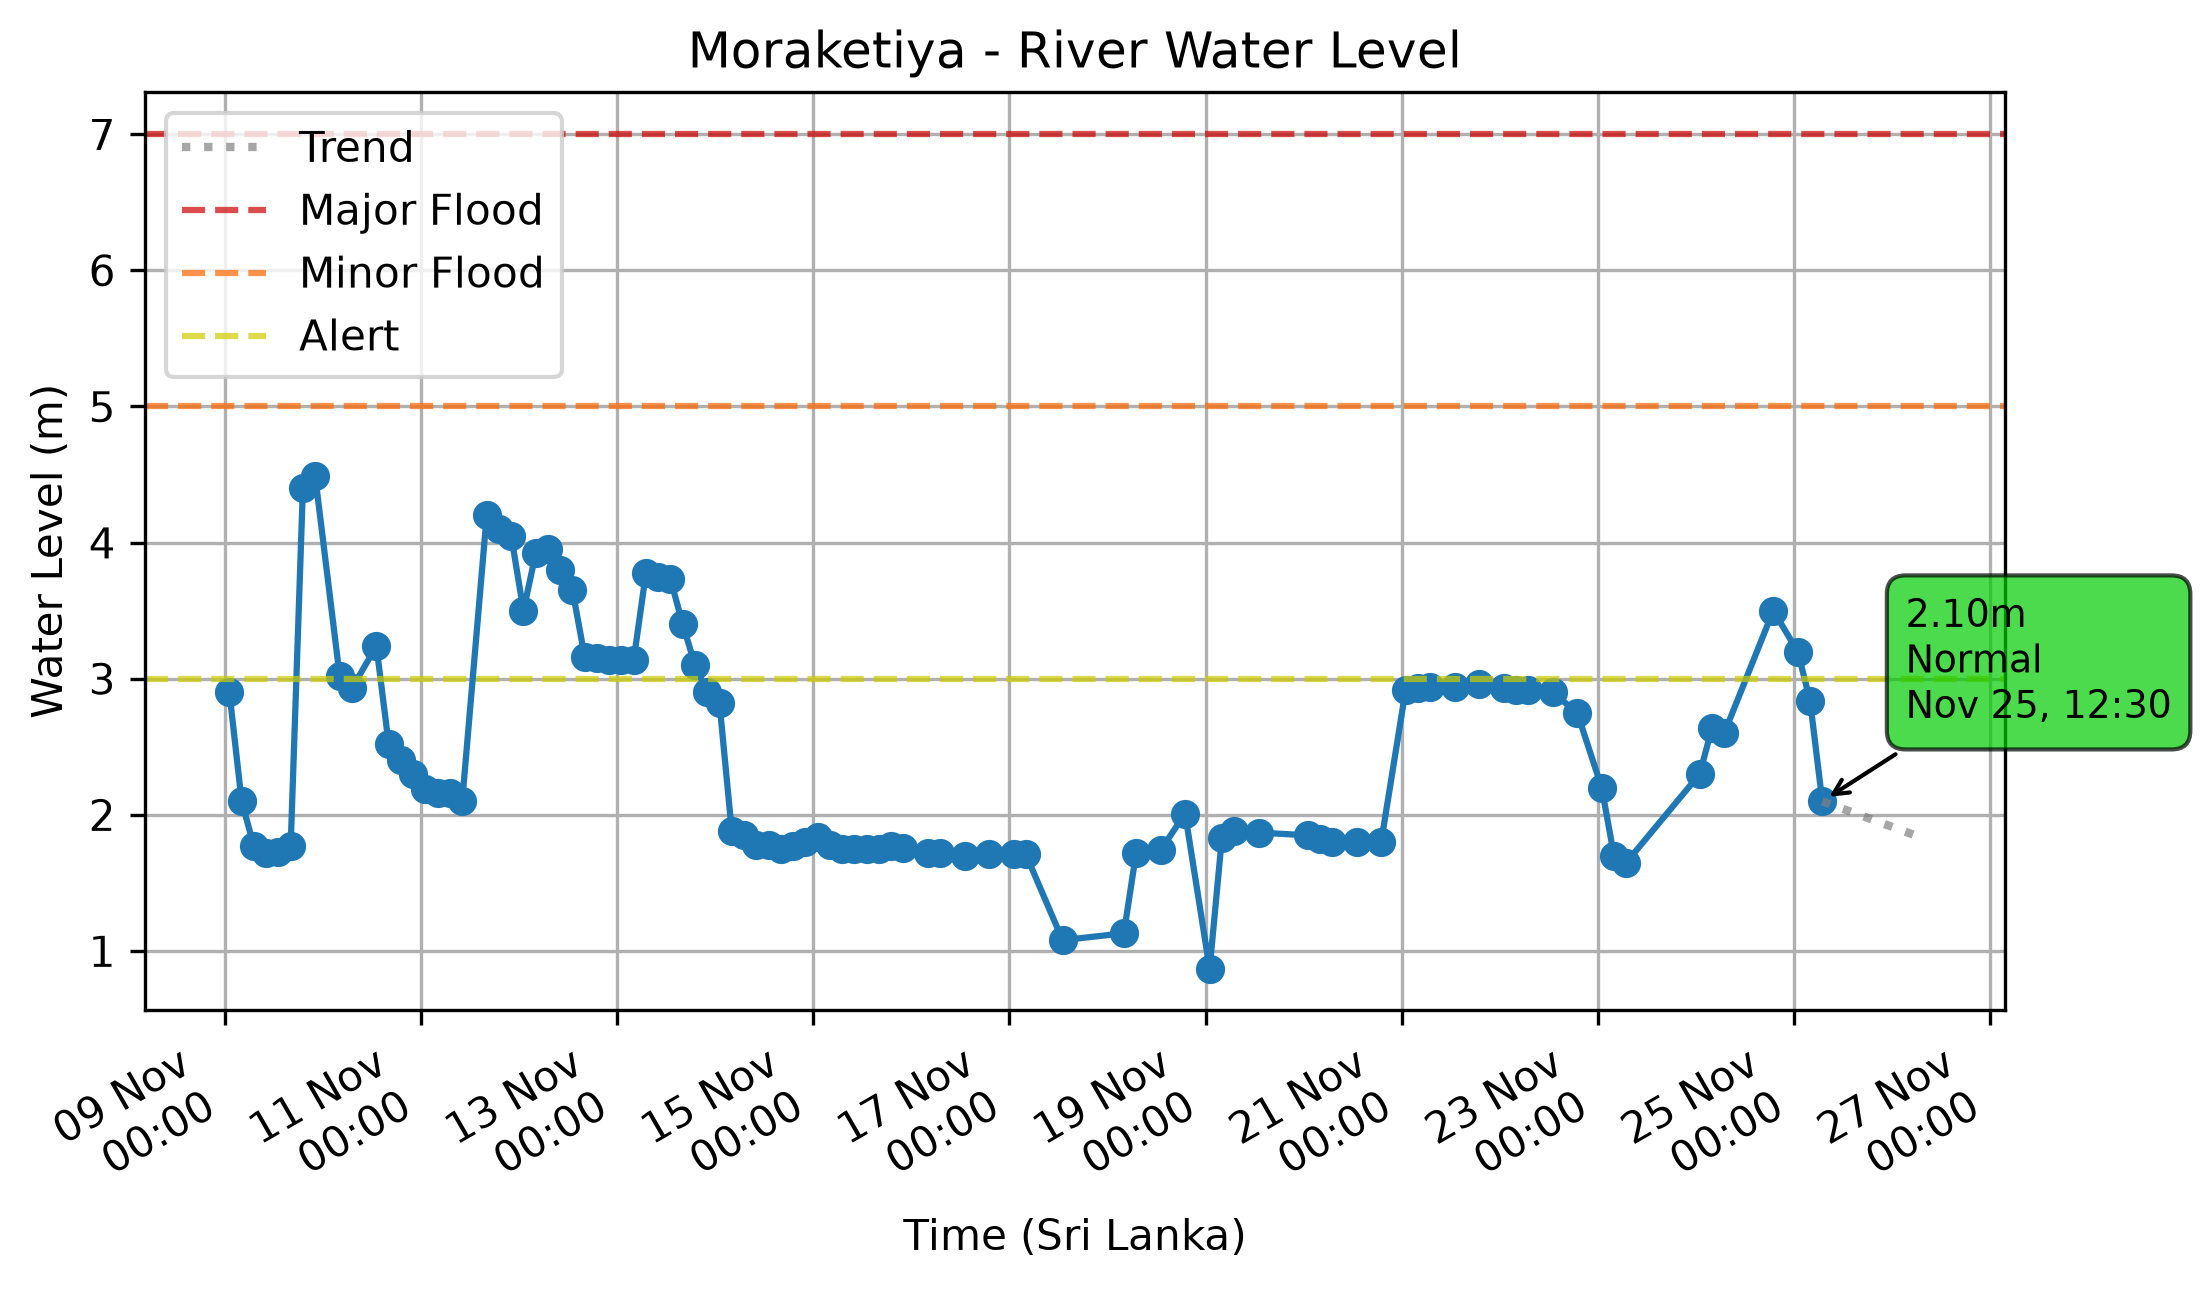 Moraketiya - River Water Level
Trend
Major Flood
Minor Flood
Alert
7
6
5
4
3
2
1
Water Level (m)
2.10m
Normal
Nov 25, 12:30
09 Nov
00:00
11 Nov
00:00
13 Nov
00:00
15 Nov
00:00
17 Nov
00:00
19 Nov
00:00
21 Nov
00:00
23 Nov
00:00
25 Nov
00:00
27 Nov
00:00
Time (Sri Lanka)